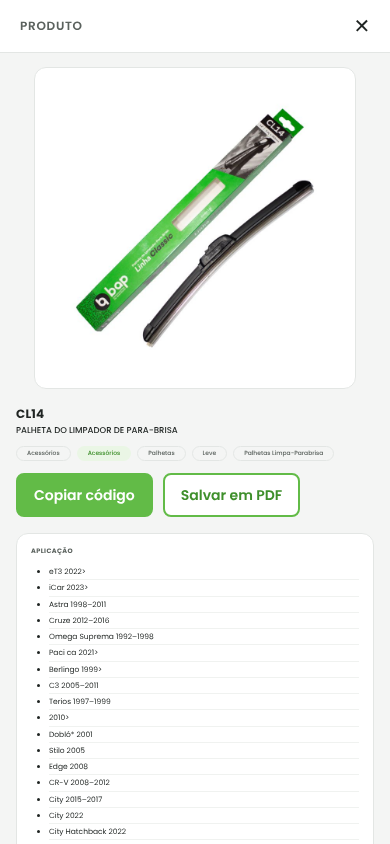 PRODUTO
CL14
bap
Linha Classic
CL14
PALHETA DO LIMPADOR DE PARA-BRISA
Acessórios
Acessórios
Palhetas
Leve
Palhetas Limpa-Parabrisa
Copiar código
Salvar em PDF
APLICAÇÃO
eT3 2022>
iCar 2023>
Astra 1998–2011
Cruze 2012–2016
Omega Suprema 1992–1998
Paci ca 2021>
Berlingo 1999>
C3 2005–2011
Terios 1997–1999
2010>
Dobló* 2001
Stilo 2005
Edge 2008
CR-V 2008–2012
City 2015–2017
City 2022
City Hatchback 2022